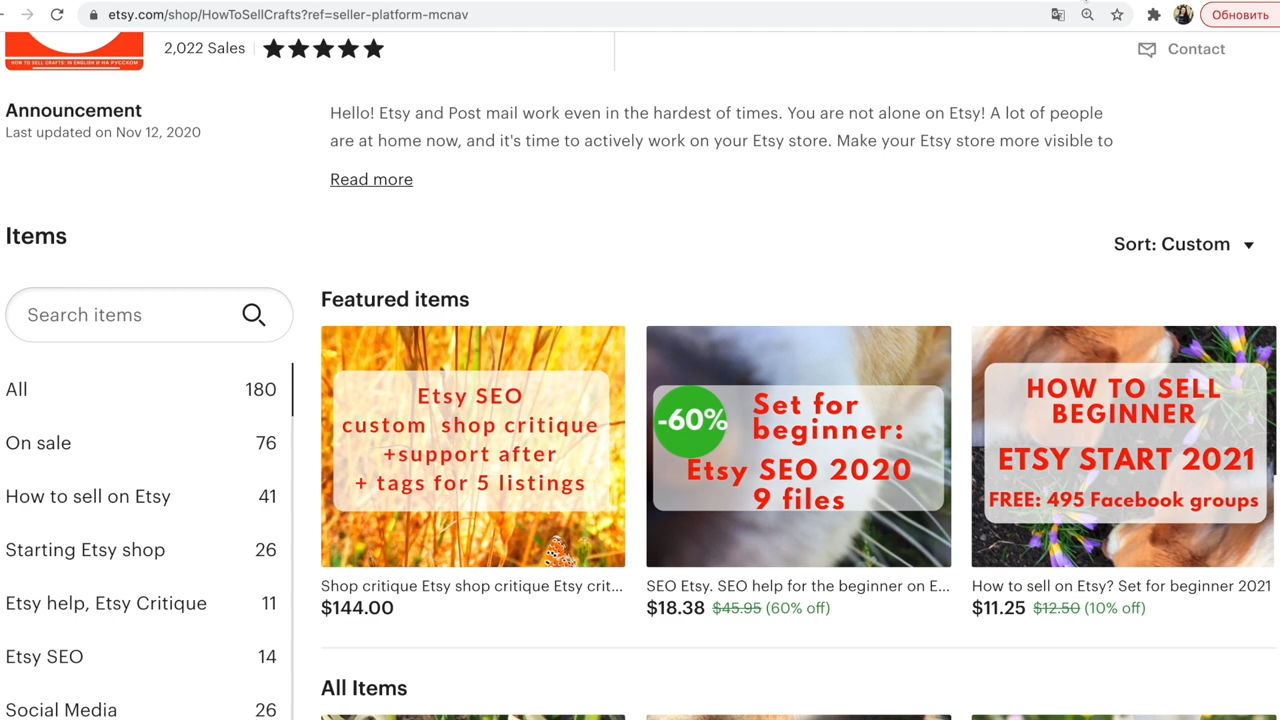 etsy.com/shop/HowToSellCrafts?ref=seller-platform-mcnav
Обновить
HOW TO SELL CRAFTS: IN ENGLISH И НА РУССКОМ
2,022 Sales
Contact
Announcement
Last updated on Nov 12, 2020
Hello! Etsy and Post mail work even in the hardest of times. You are not alone on Etsy! A lot of people
are at home now, and it's time to actively work on your Etsy store. Make your Etsy store more visible to
Read more
Items
Sort: Custom
Search items
All 180
On sale 76
How to sell on Etsy 41
Starting Etsy shop 26
Etsy help, Etsy Critique 11
Etsy SEO 14
Social Media 26
Featured items
Etsy SEO
custom shop critique
+support after
+ tags for 5 listings
Shop critique Etsy shop critique Etsy crit...
$144.00
-60%
Set for
beginner:
Etsy SEO 2020
9 files
SEO Etsy. SEO help for the beginner on E...
$18.38 $45.95 (60% off)
HOW TO SELL
BEGINNER
ETSY START 2021
FREE: 495 Facebook groups
How to sell on Etsy? Set for beginner 2021
$11.25 $12.50 (10% off)
All Items